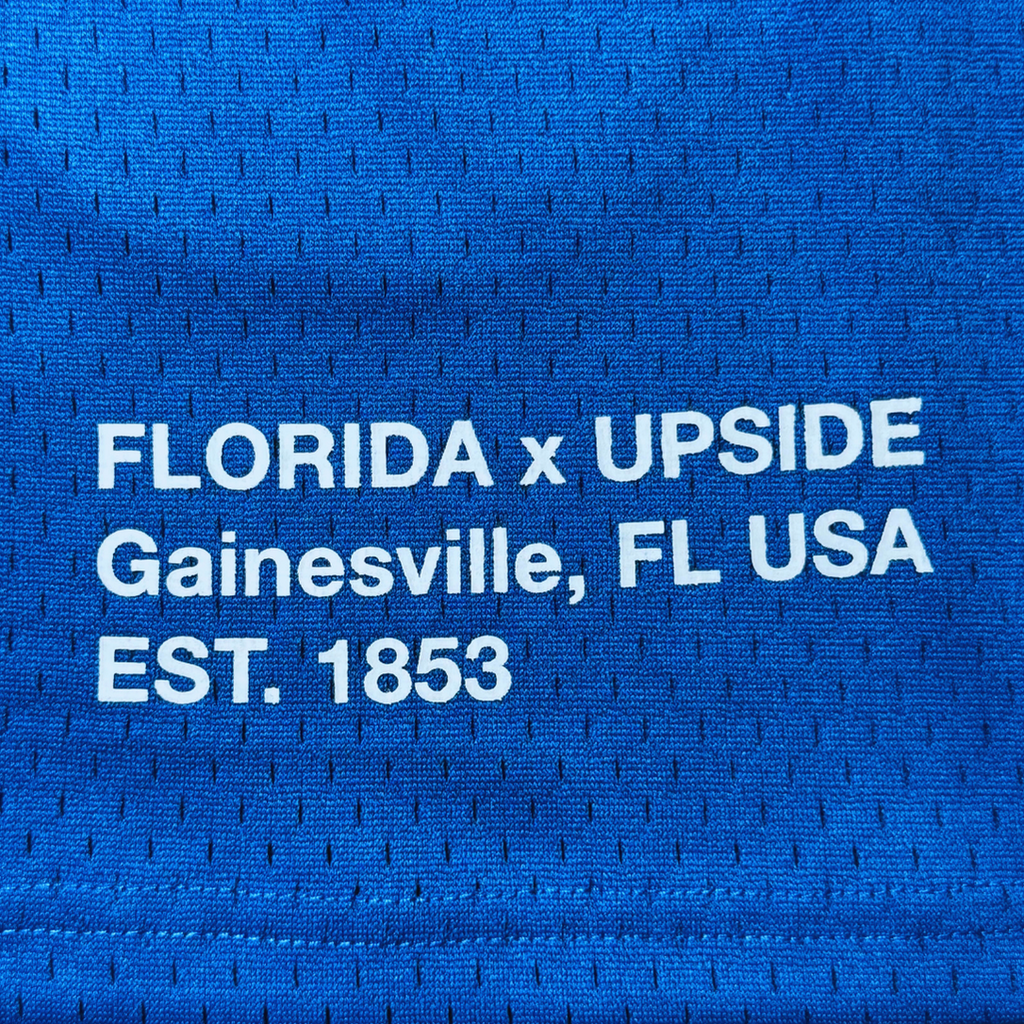 FLORIDA x UPSIDE
Gainesville, FL USA
EST. 1853